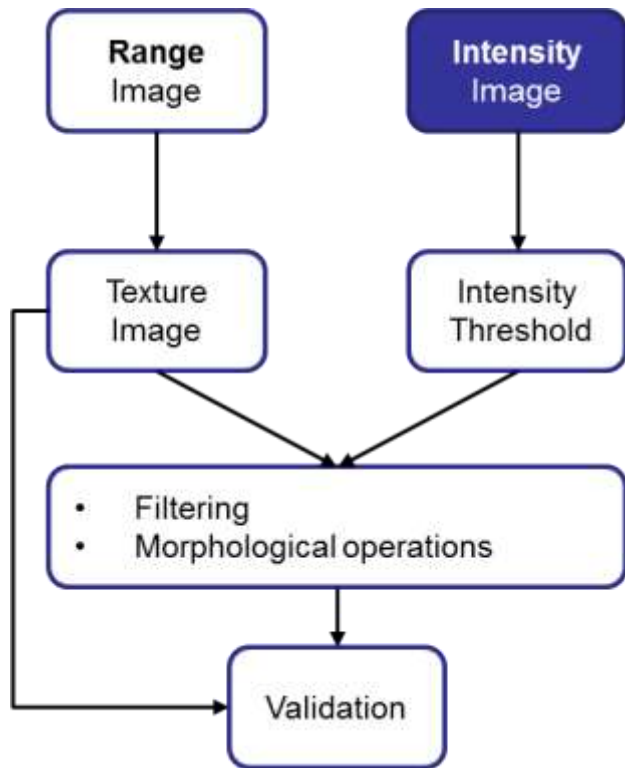 Range
Image
Intensity
Image
Texture
Image
Intensity
Threshold
• Filtering
• Morphological operations
Validation